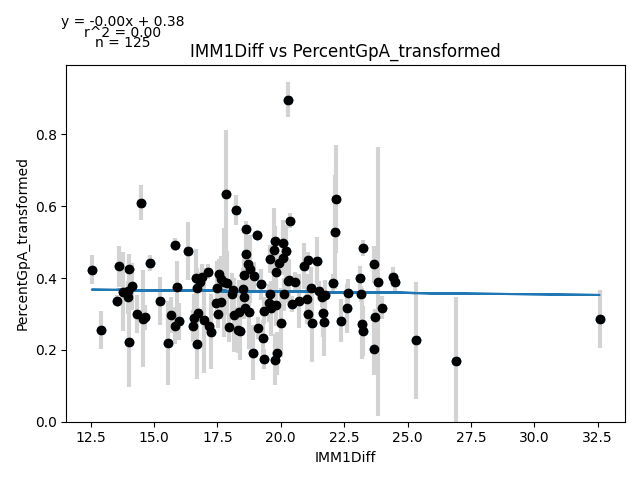 y = -0.00x + 0.38
r^2 = 0.00
n = 125
IMM1Diff vs PercentGpA_transformed
PercentGpA_transformed
0.8
0.6
0.4
0.2
0.0
12.5 15.0 17.5 20.0 22.5 25.0 27.5 30.0 32.5
IMM1Diff